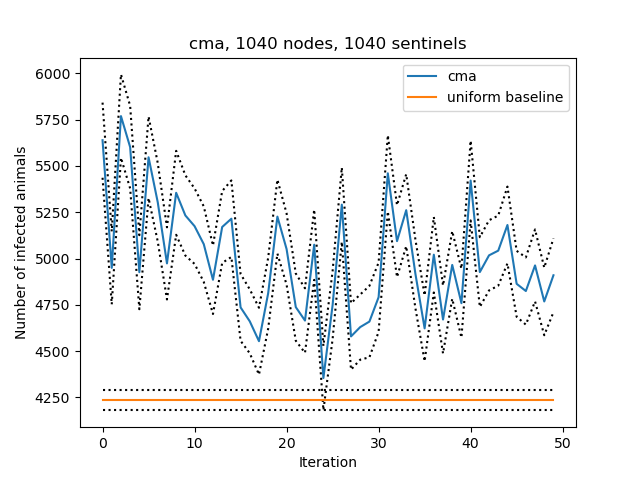 cma, 1040 nodes, 1040 sentinels
cma
uniform baseline
Number of infected animals
6000
5750
5500
5250
5000
4750
4500
4250
0 10 20 30 40 50
Iteration